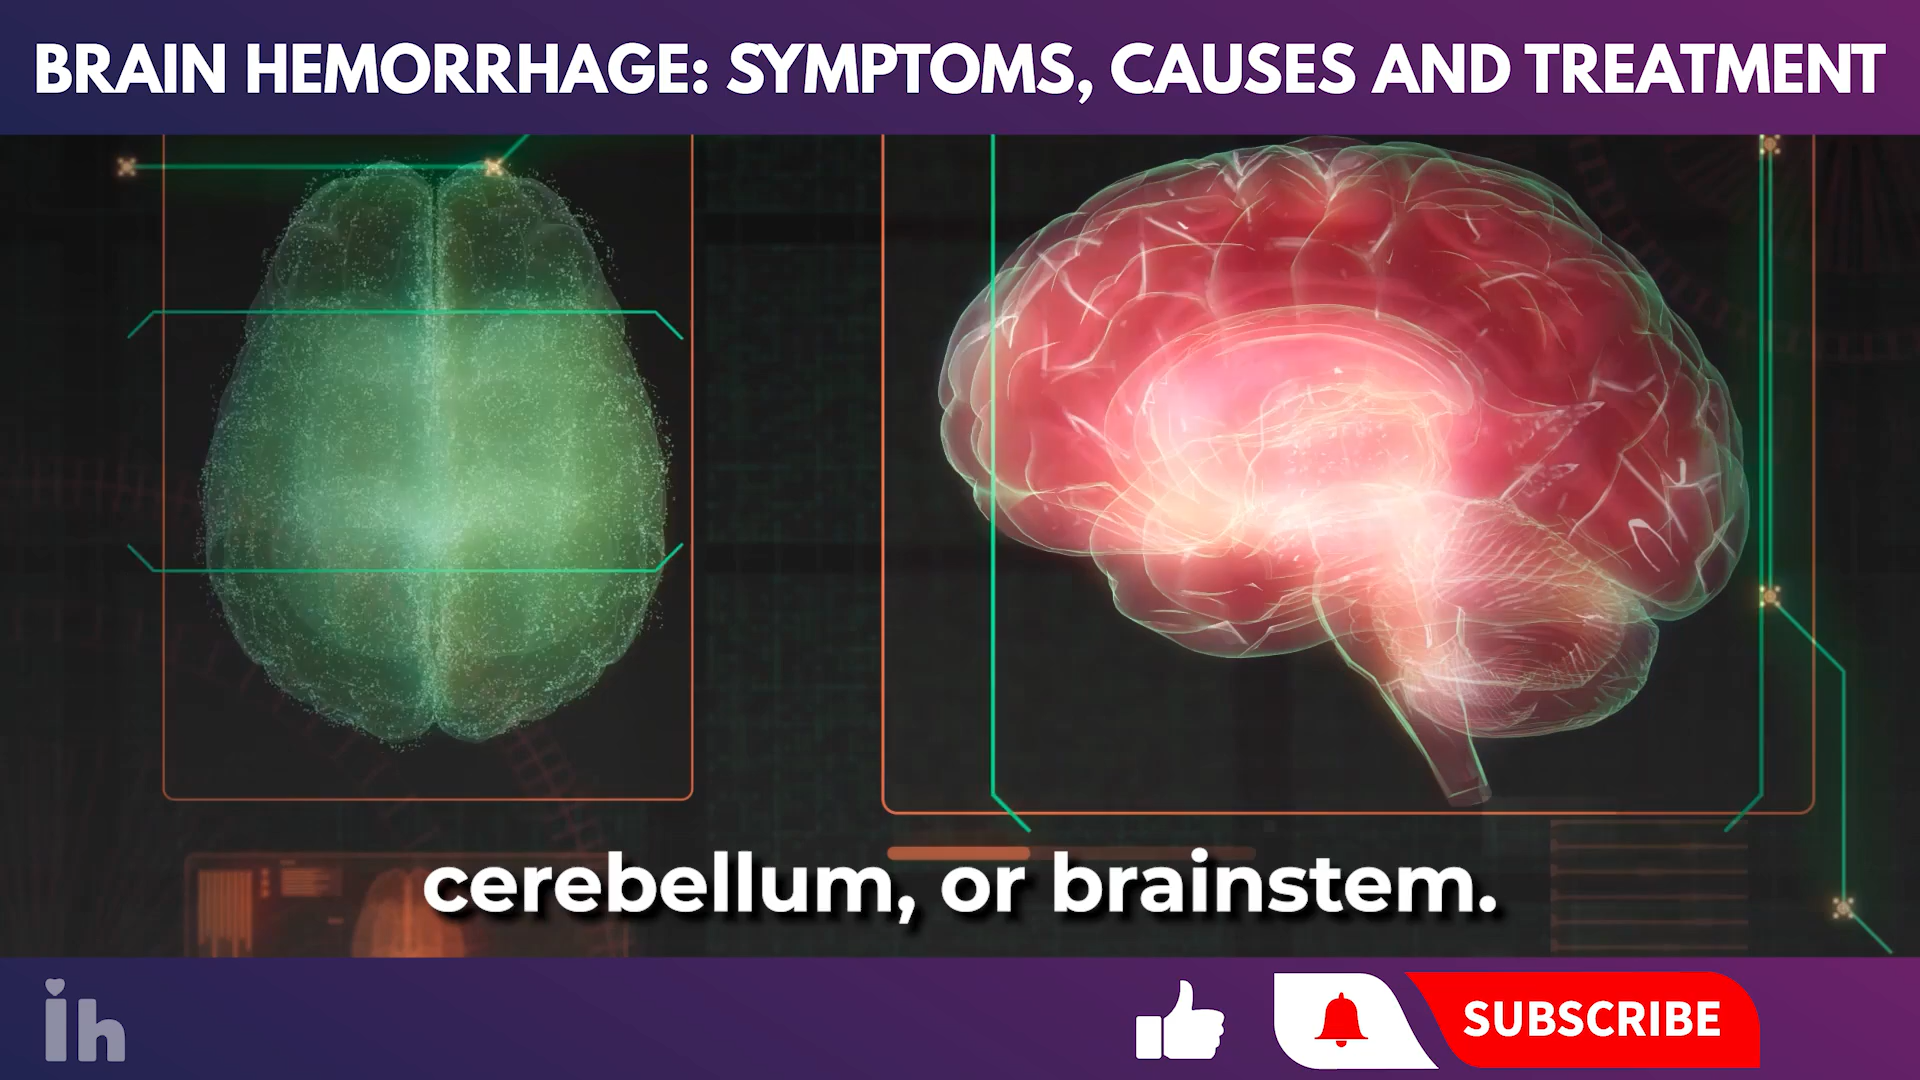 BRAIN HEMORRHAGE: SYMPTOMS, CAUSES AND TREATMENT
cerebellum, or brainstem.
ih
SUBSCRIBE